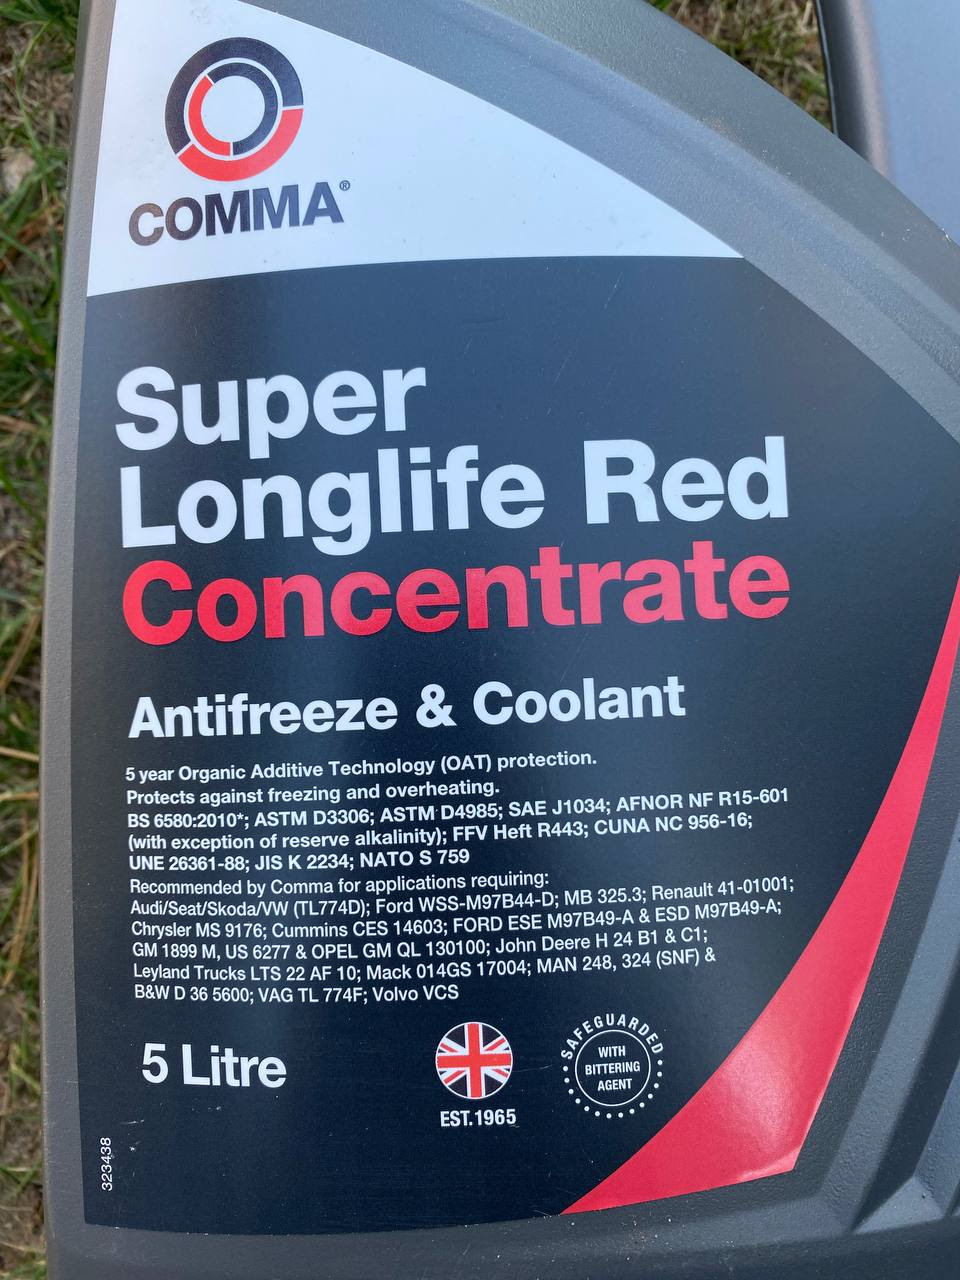 COMMA®
Super
Longlife Red
Concentrate
Antifreeze & Coolant
5 year Organic Additive Technology (OAT) protection.
Protects against freezing and overheating.
BS 6580:2010*; ASTM D3306; ASTM D4985; SAE J1034; AFNOR NF R15-601
(with exception of reserve alkalinity); FFV Heft R443; CUNA NC 956-16;
UNE 26361-88; JIS K 2234; NATO S 759
Recommended by Comma for applications requiring:
Audi/Seat/Skoda/VW (TL774D); Ford WSS-M97B44-D; MB 325.3; Renault 41-01001;
Chrysler MS 9176; Cummins CES 14603; FORD ESE M97B49-A & ESD M97B49-A;
GM 1899 M, US 6277 & OPEL GM QL 130100; John Deere H 24 B1 & C1;
Leyland Trucks LTS 22 AF 10; Mack 014GS 17004; MAN 248, 324 (SNF) &
B&W D 36 5600; VAG TL 774F; Volvo VCS
5 Litre
EST.1965
SAFEGUARDED
WITH
BITTERING
AGENT
323438